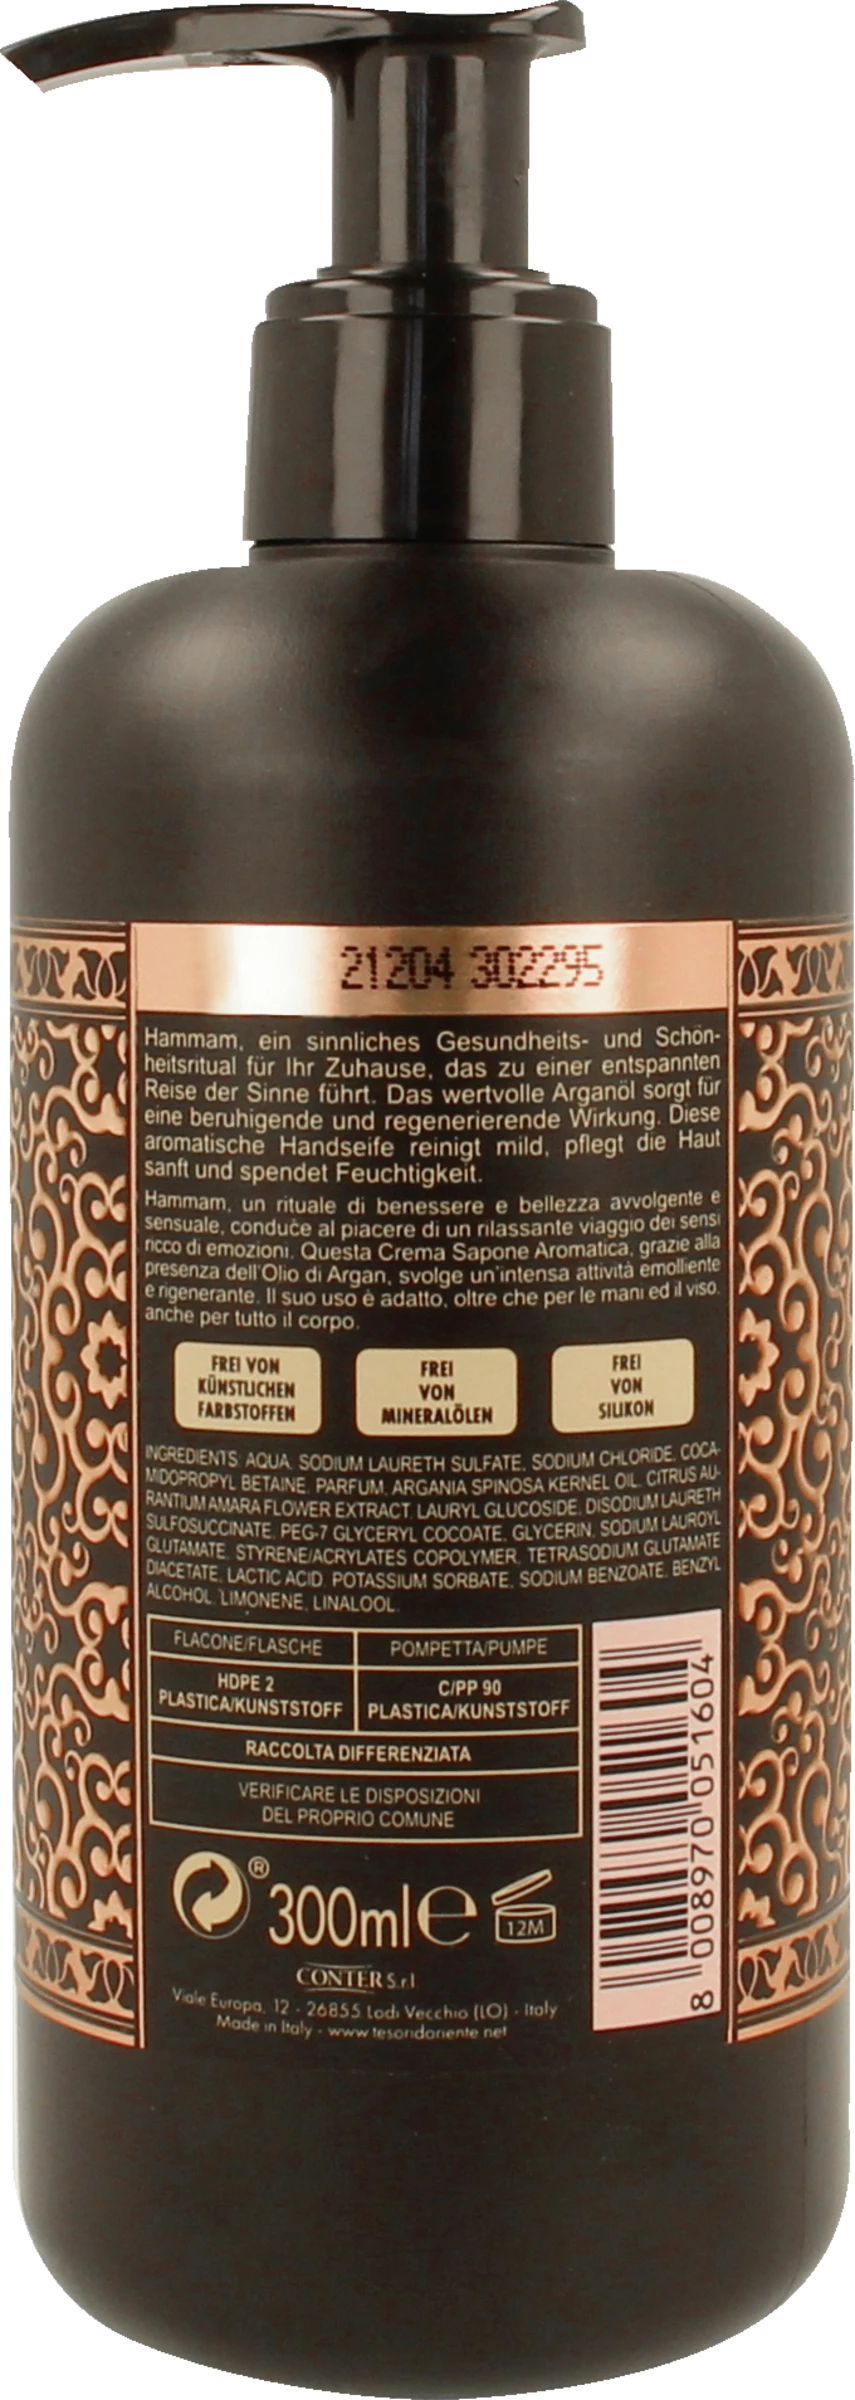 21204 302295
Hammam, ein sinnliches Gesundheits- und Schön-
heitsritual für Ihr Zuhause, das zu einer entspannten
Reise der Sinne führt. Das wertvolle Arganöl sorgt für
eine beruhigende und regenerierende Wirkung. Diese
aromatische Handseife reinigt mild, pflegt die Haut
sanft und spendet Feuchtigkeit.
Hammam, un rituale di benessere e bellezza avvolgente e
sensuale, conduce al piacere di un rilassante viaggio dei sensi
ricco di emozioni. Questa Crema Sapone Aromatica, grazie alla
presenza dell'Olio di Argan, svolge un'intensa attività emolliente
e rigenerante. Il suo uso è adatto, oltre che per le mani ed il viso,
anche per tutto il corpo.
FREI VON
KÜNSTLICHEN
FARBSTOFFEN
FREI
VON
MINERALÖLEN
FREI
VON
SILIKON
INGREDIENTS: AQUA, SODIUM LAURETH SULFATE, SODIUM CHLORIDE, COCA-
MIDOPROPYL BETAINE, PARFUM, ARGANIA SPINOSA KERNEL OIL, CITRUS AU-
RANTIUM AMARA FLOWER EXTRACT, LAURYL GLUCOSIDE, DISODIUM LAURETH
SULFOSUCCINATE, PEG-7 GLYCERYL COCOATE, GLYCERIN, SODIUM LAUROYL
GLUTAMATE, STYRENE/ACRYLATES COPOLYMER, TETRASODIUM GLUTAMATE
DIACETATE, LACTIC ACID, POTASSIUM SORBATE, SODIUM BENZOATE, BENZYL
ALCOHOL, LIMONENE, LINALOOL.
FLACONE/FLASCHE
HDPE 2
PLASTICA/KUNSTSTOFF
POMPETTA/PUMPE
C/PP 90
PLASTICA/KUNSTSTOFF
RACCOLTA DIFFERENZIATA
VERIFICARE LE DISPOSIZIONI
DEL PROPRIO COMUNE
® 300ml e 12M
CONTER S.r.l.
Viale Europa, 12 - 26855 Lodi Vecchio (LO) - Italy
Made in Italy - www.tesoridoriente.net
8 008970 051604